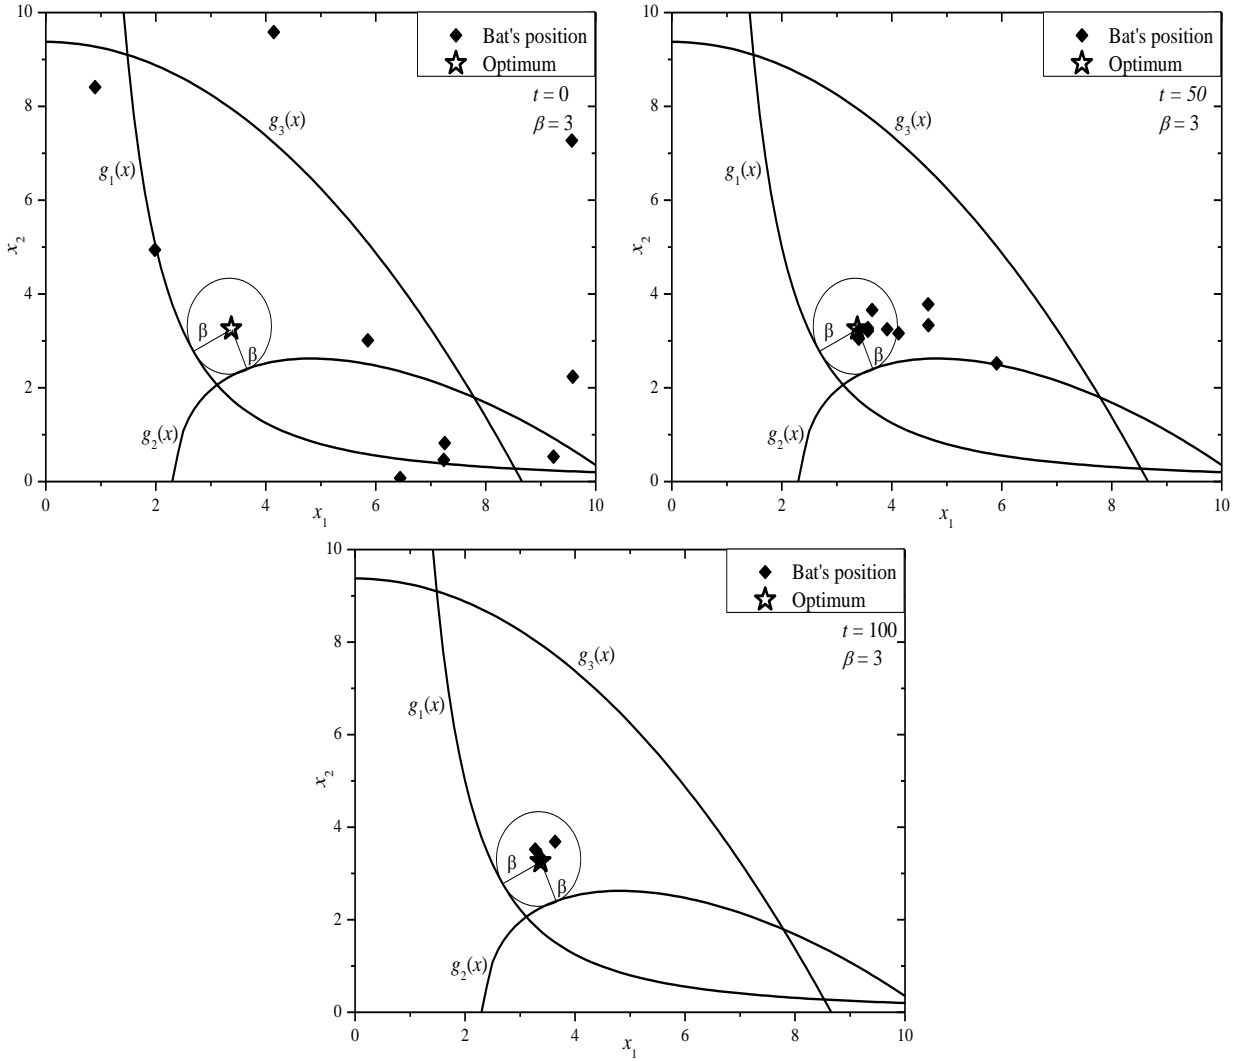 10
8
6
4
2
0
x₂
0
2
4
6
8
10
x₁
Bat's position
Optimum
t = 0
β = 3
g₃(x)
g₁(x)
g₂(x)
β
β
10
8
6
4
2
0
x₂
0
2
4
6
8
10
x₁
Bat's position
Optimum
t = 50
β = 3
g₃(x)
g₁(x)
g₂(x)
β
β
10
8
6
4
2
0
x₂
0
2
4
6
8
10
x₁
Bat's position
Optimum
t = 100
β = 3
g₃(x)
g₁(x)
g₂(x)
β
β